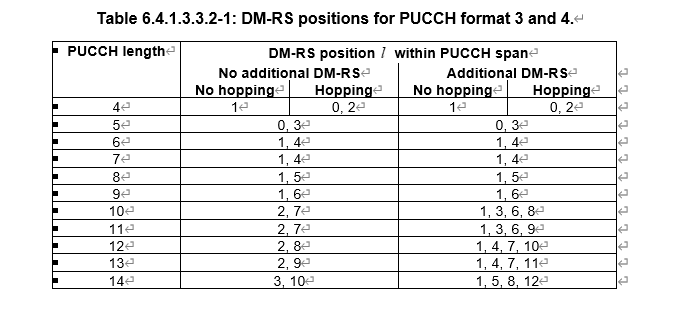 Table 6.4.1.3.3.2-1: DM-RS positions for PUCCH format 3 and 4.
PUCCH length DM-RS position l within PUCCH span
No additional DM-RS Additional DM-RS
No hopping Hopping No hopping Hopping
4 1 0, 2 1 0, 2
5 0, 3 0, 3
6 1, 4 1, 4
7 1, 4 1, 4
8 1, 5 1, 5
9 1, 6 1, 6
10 2, 7 1, 3, 6, 8
11 2, 7 1, 3, 6, 9
12 2, 8 1, 4, 7, 10
13 2, 9 1, 4, 7, 11
14 3, 10 1, 5, 8, 12